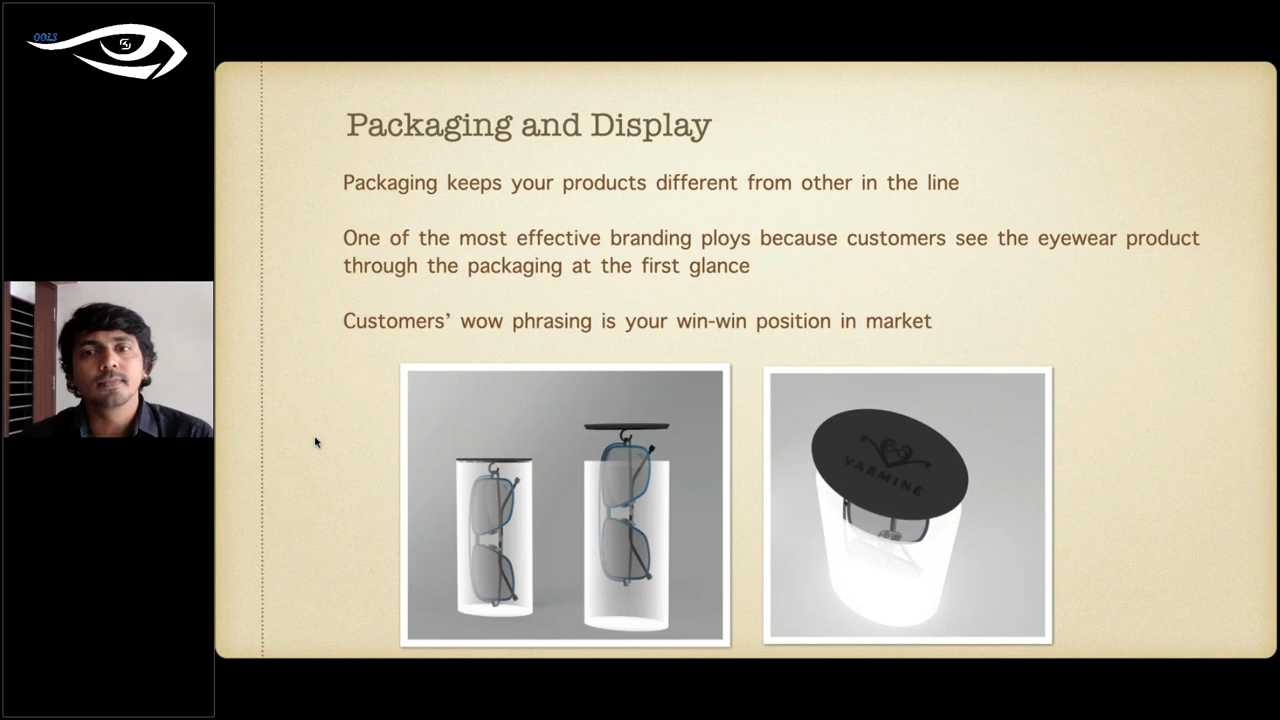 OOLS
Packaging and Display
Packaging keeps your products different from other in the line
One of the most effective branding ploys because customers see the eyewear product
through the packaging at the first glance
Customers’ wow phrasing is your win-win position in market
VARMINE